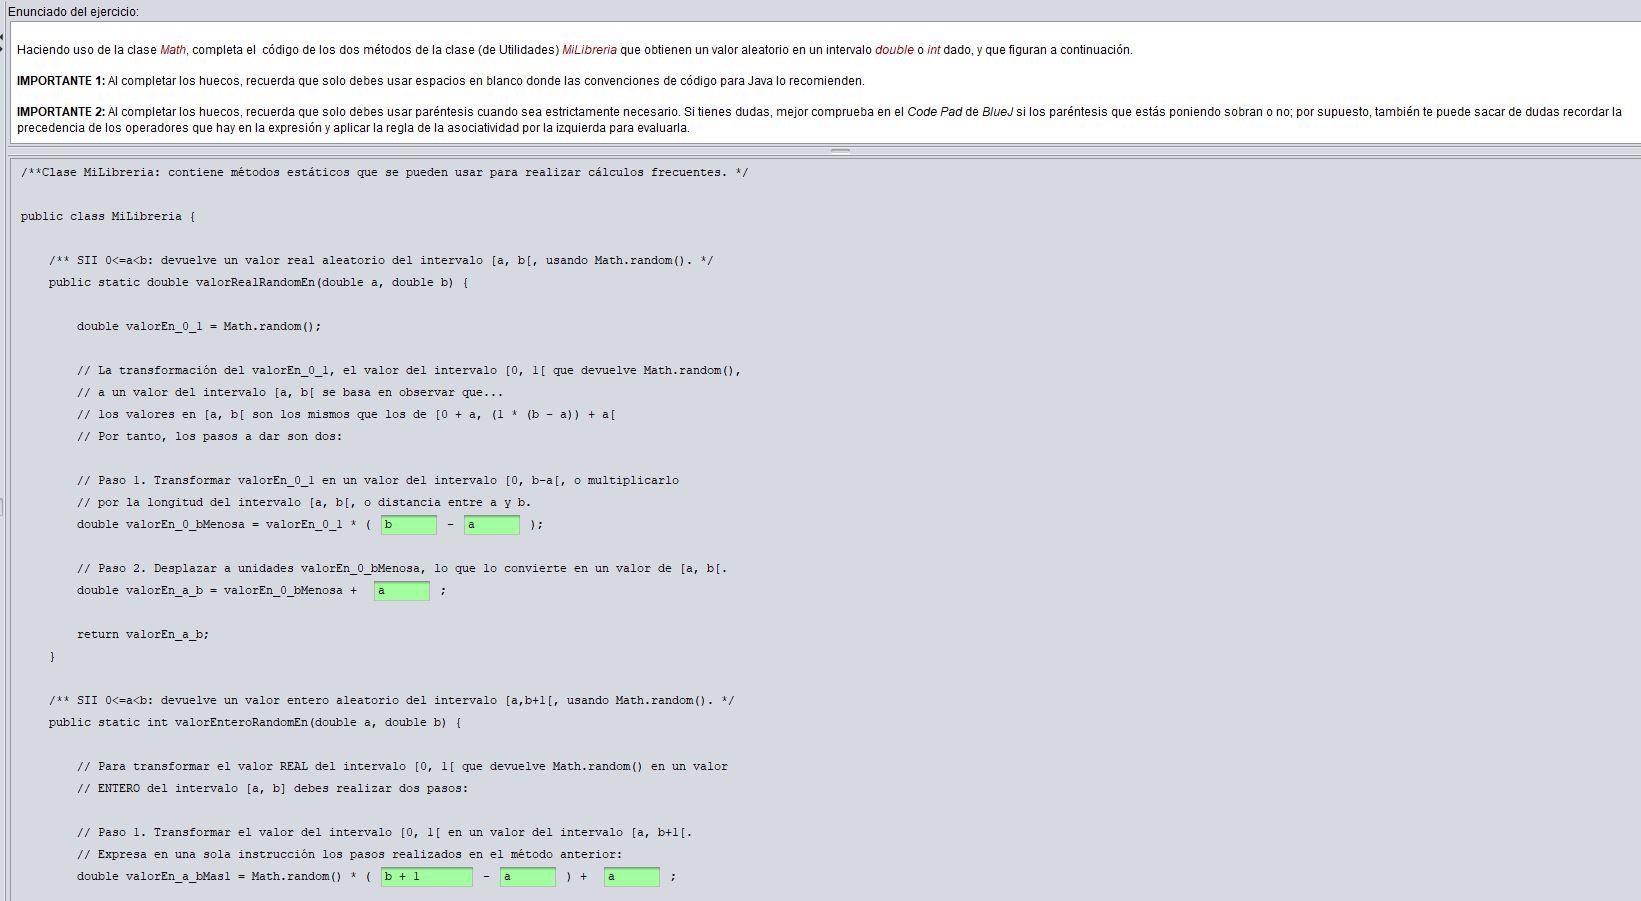 Enunciado del ejercicio:
Haciendo uso de la clase Math, completa el código de los dos métodos de la clase (de Utilidades) MiLibreria que obtienen un valor aleatorio en un intervalo double o int dado, y que figuran a continuación.
IMPORTANTE 1: Al completar los huecos, recuerda que solo debes usar espacios en blanco donde las convenciones de código para Java lo recomienden.
IMPORTANTE 2: Al completar los huecos, recuerda que solo debes usar paréntesis cuando sea estrictamente necesario. Si tienes dudas, mejor comprueba en el Code Pad de BlueJ si los paréntesis que estás poniendo sobran o no; por supuesto, también te puede sacar de dudas recordar la
precedencia de los operadores que hay en la expresión y aplicar la regla de la asociatividad por la izquierda para evaluarla.
/**Clase MiLibreria: contiene métodos estáticos que se pueden usar para realizar cálculos frecuentes. */
public class MiLibreria {
/** SII 0<=a<b: devuelve un valor real aleatorio del intervalo [a, b[, usando Math.random(). */
public static double valorRealRandomEn(double a, double b) {
double valorEn_0_1 = Math.random();
// La transformación del valorEn_0_1, el valor del intervalo [0, 1[ que devuelve Math.random(),
// a un valor del intervalo [a, b[ se basa en observar que...
// los valores en [a, b[ son los mismos que los de [0 + a, (1 * (b - a)) + a[
// Por tanto, los pasos a dar son dos:
// Paso 1. Transformar valorEn_0_1 en un valor del intervalo [0, b-a[, o multiplicarlo
// por la longitud del intervalo [a, b[, o distancia entre a y b.
double valorEn_0_bMenosa = valorEn_0_1 * ( b - a );
// Paso 2. Desplazar a unidades valorEn_0_bMenosa, lo que lo convierte en un valor de [a, b[.
double valorEn_a_b = valorEn_0_bMenosa + a ;
return valorEn_a_b;
}
/** SII 0<=a<b: devuelve un valor entero aleatorio del intervalo [a,b+1[, usando Math.random(). */
public static int valorEnteroRandomEn(double a, double b) {
// Para transformar el valor REAL del intervalo [0, 1[ que devuelve Math.random() en un valor
// ENTERO del intervalo [a, b] debes realizar dos pasos:
// Paso 1. Transformar el valor del intervalo [0, 1[ en un valor del intervalo [a, b+1[.
// Expresa en una sola instrucción los pasos realizados en el método anterior:
double valorEn_a_bMas1 = Math.random() * ( b + 1 - a ) + a ;